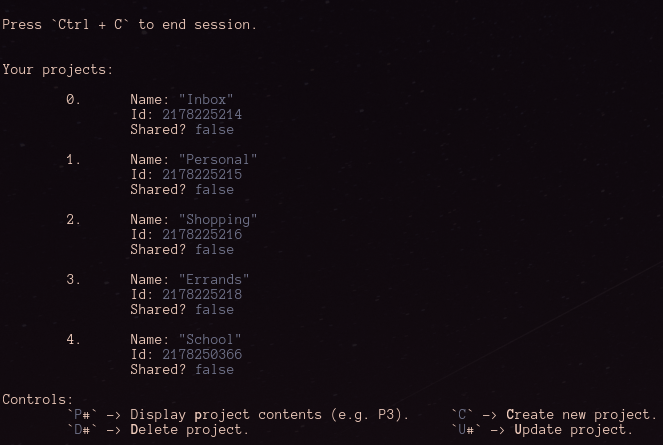 Press `Ctrl + C` to end session.
Your projects:
0. Name: "Inbox"
Id: 2178225214
Shared? false
1. Name: "Personal"
Id: 2178225215
Shared? false
2. Name: "Shopping"
Id: 2178225216
Shared? false
3. Name: "Errands"
Id: 2178225218
Shared? false
4. Name: "School"
Id: 2178250366
Shared? false
Controls:
`P#` -> Display project contents (e.g. P3). `C` -> Create new project.
`D#` -> Delete project. `U#` -> Update project.